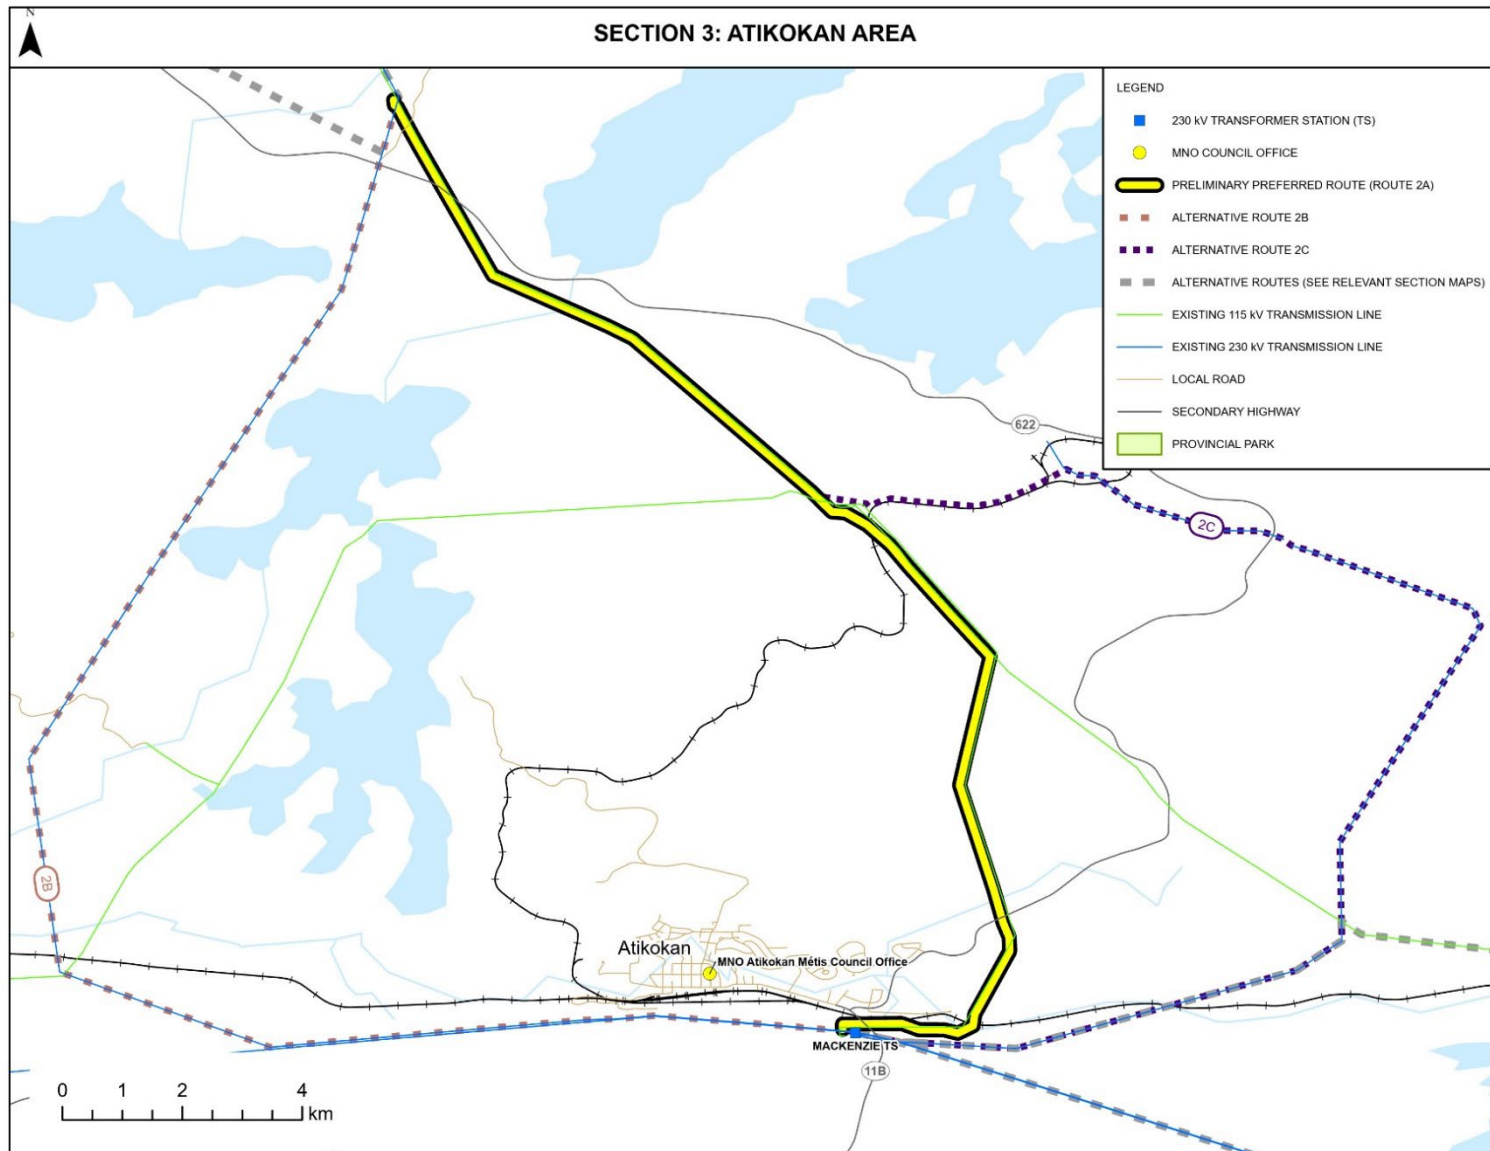 N
SECTION 3: ATIKOKAN AREA
LEGEND
230 kV TRANSFORMER STATION (TS)
MNO COUNCIL OFFICE
PRELIMINARY PREFERRED ROUTE (ROUTE 2A)
ALTERNATIVE ROUTE 2B
ALTERNATIVE ROUTE 2C
ALTERNATIVE ROUTES (SEE RELEVANT SECTION MAPS)
EXISTING 115 kV TRANSMISSION LINE
EXISTING 230 kV TRANSMISSION LINE
LOCAL ROAD
SECONDARY HIGHWAY
PROVINCIAL PARK
622
2C
2B
Atikokan
MNO Atikokan Métis Council Office
MACKENZIE TS
11B
0 1 2 4
km